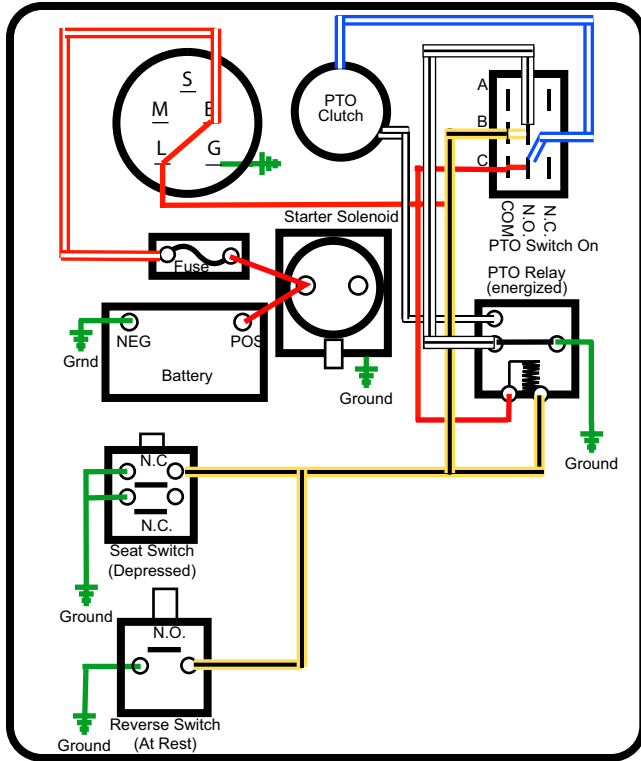 S
M
B
L
G
PTO
Clutch
A
B
C
COM
N.O.
N.C.
PTO Switch On
Starter Solenoid
Fuse
PTO Relay
(energized)
NEG
POS
Grnd
Battery
Ground
Ground
N.C.
N.C.
Seat Switch
(Depressed)
Ground
N.O.
Reverse Switch
(At Rest)
Ground